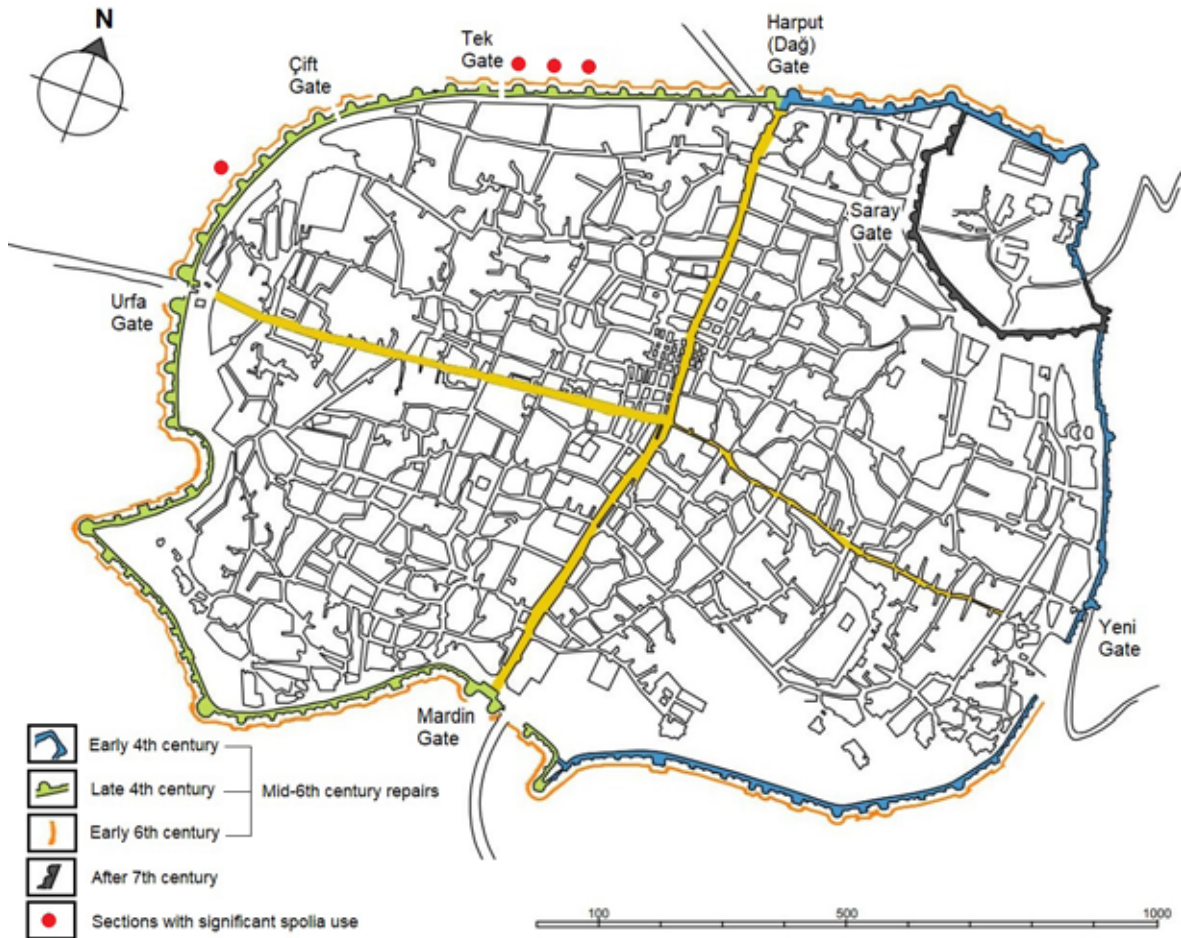 N
Çift
Gate
Tek
Gate
Harput
(Dağ)
Gate
Saray
Gate
Urfa
Gate
Yeni
Gate
Mardin
Gate
Early 4th century
Late 4th century
Mid-6th century repairs
Early 6th century
After 7th century
Sections with significant spolia use
100
500
1000